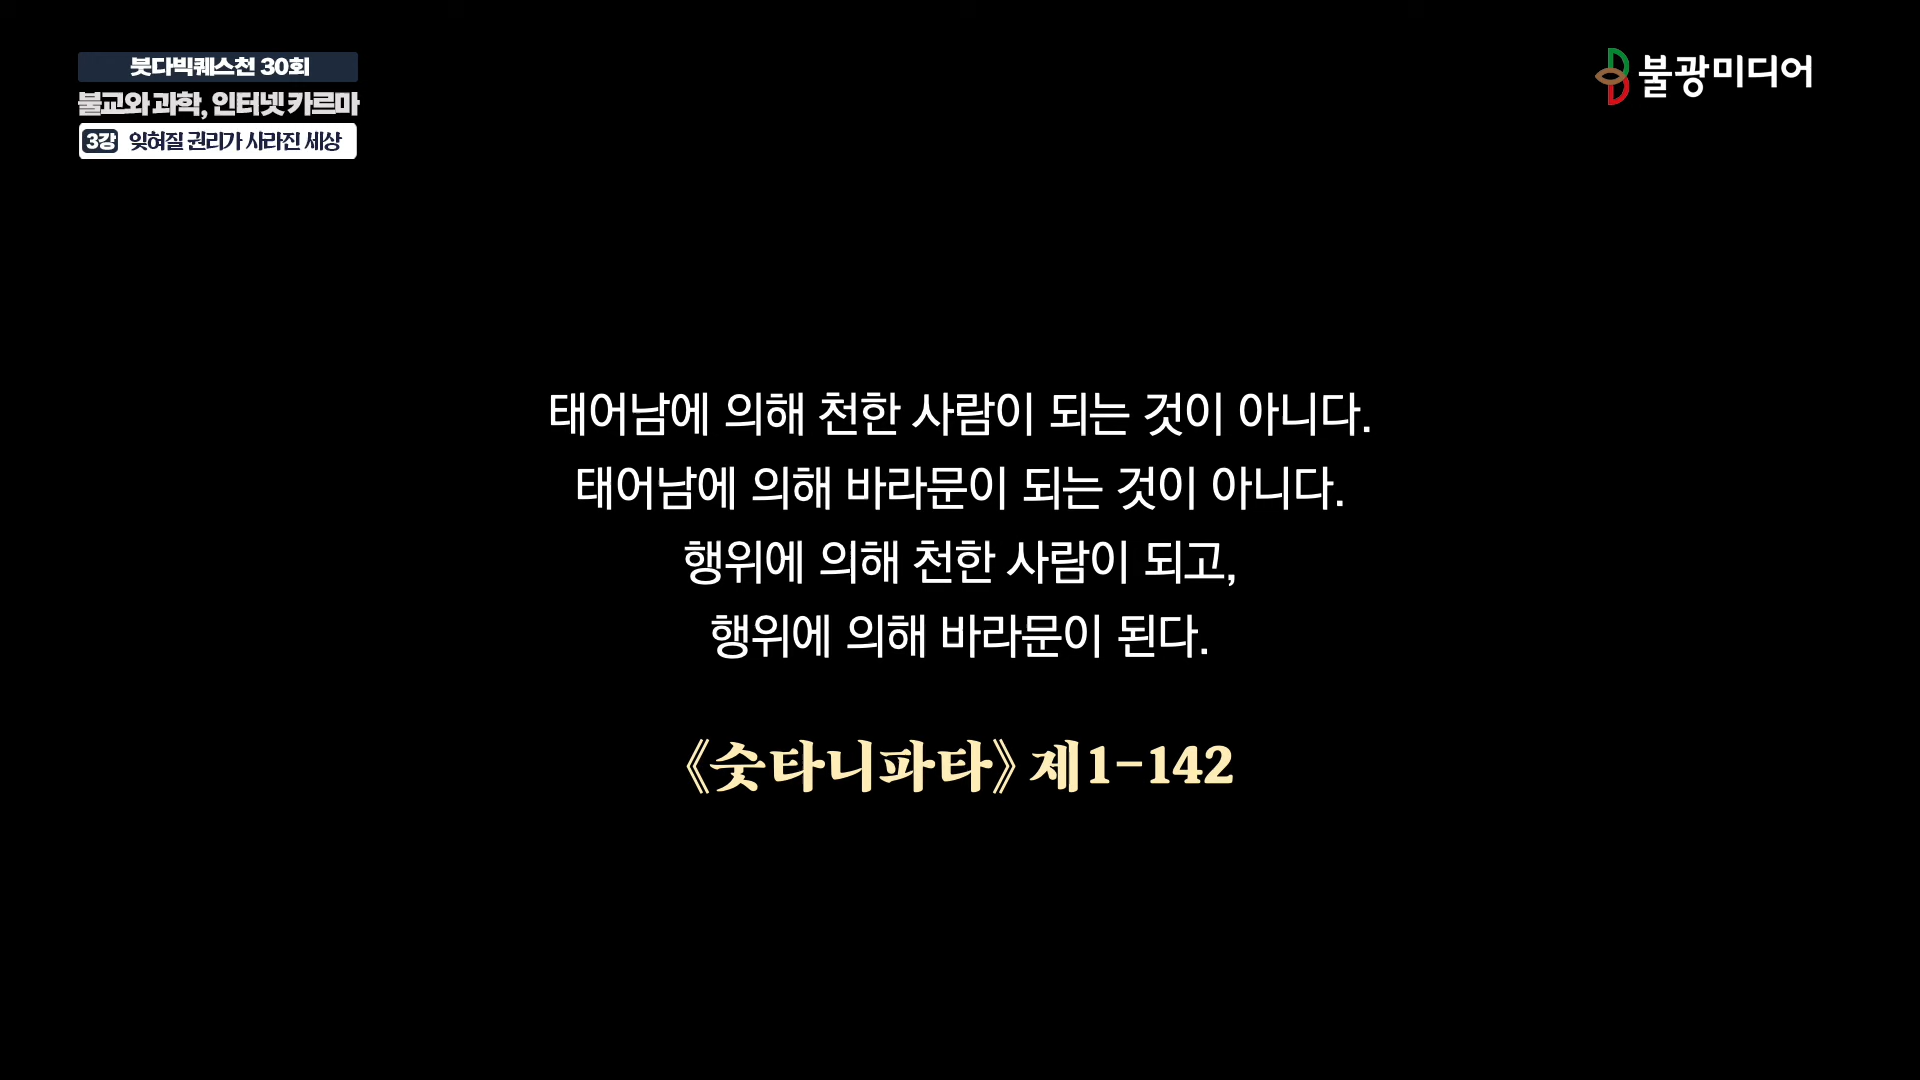 붓다빅퀘스천 30회
불교와 과학, 인터넷 카르마
3강 잊혀질 권리가 사라진 세상
불광미디어
태어남에 의해 천한 사람이 되는 것이 아니다.
태어남에 의해 바라문이 되는 것이 아니다.
행위에 의해 천한 사람이 되고,
행위에 의해 바라문이 된다.
《숫타니파타》 제1-142